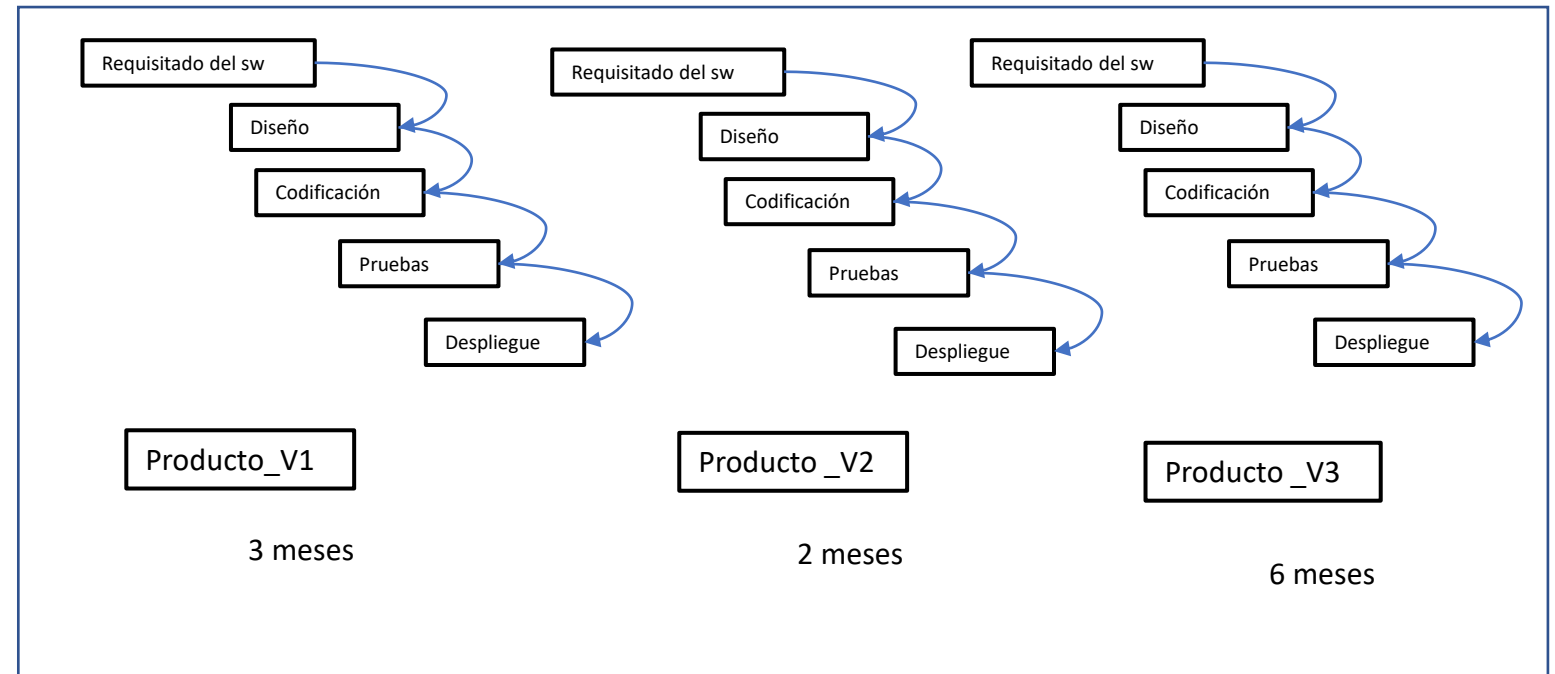 Requisitado del sw
Diseño
Codificación
Pruebas
Despliegue
Producto_V1
3 meses
Requisitado del sw
Diseño
Codificación
Pruebas
Despliegue
Producto _V2
2 meses
Requisitado del sw
Diseño
Codificación
Pruebas
Despliegue
Producto _V3
6 meses